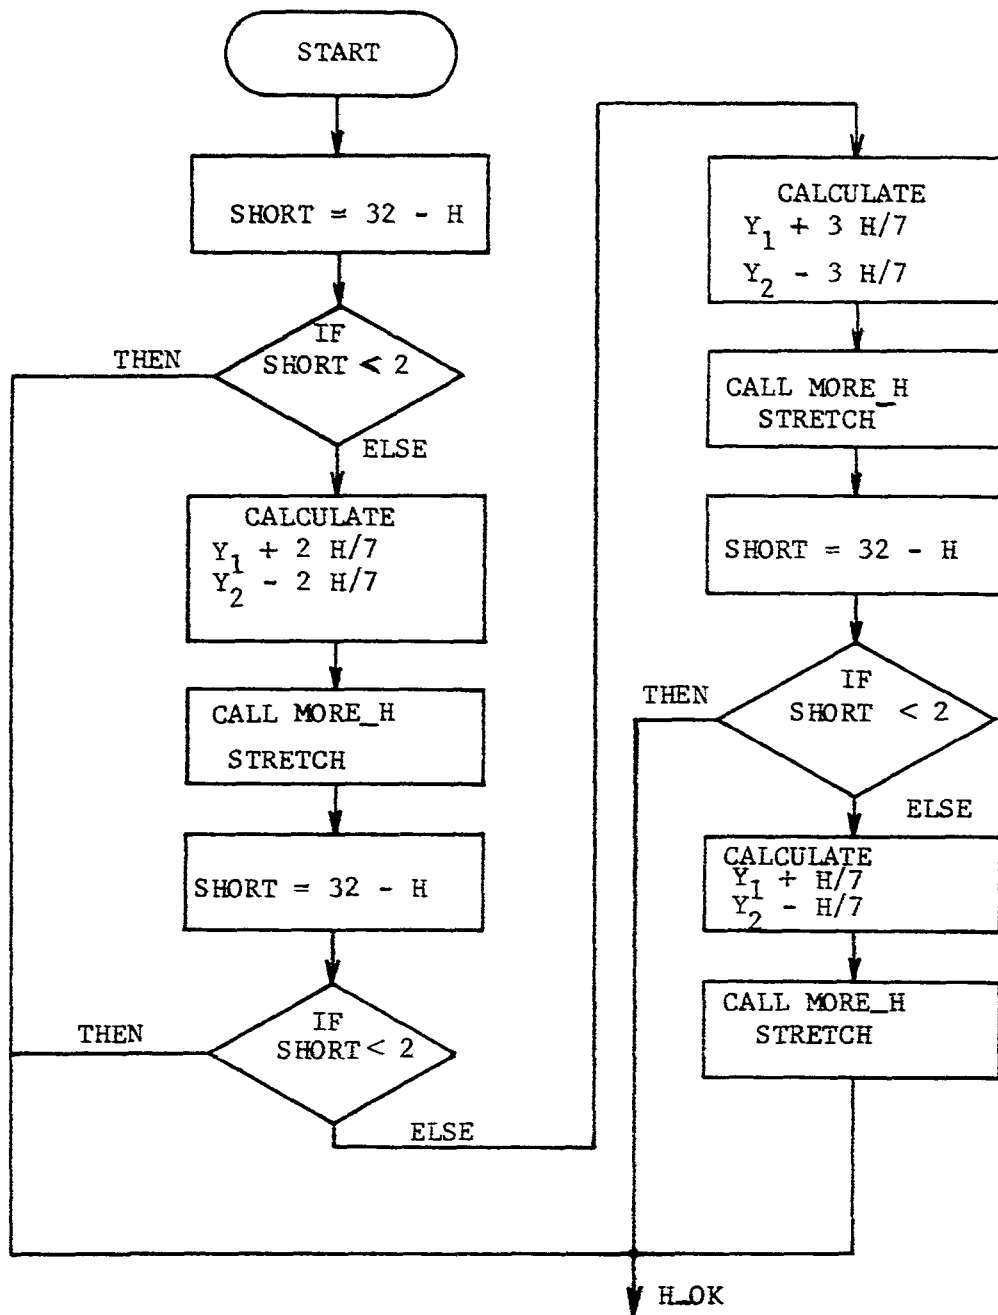 START
SHORT = 32 - H
IF
SHORT < 2
THEN
ELSE
CALCULATE
Y1 + 2 H/7
Y2 - 2 H/7
CALL MORE_H
STRETCH
SHORT = 32 - H
IF
SHORT < 2
THEN
ELSE
CALCULATE
Y1 + 3 H/7
Y2 - 3 H/7
CALL MORE_H
STRETCH
SHORT = 32 - H
IF
SHORT < 2
THEN
ELSE
CALCULATE
Y1 + H/7
Y2 - H/7
CALL MORE_H
STRETCH
H_OK